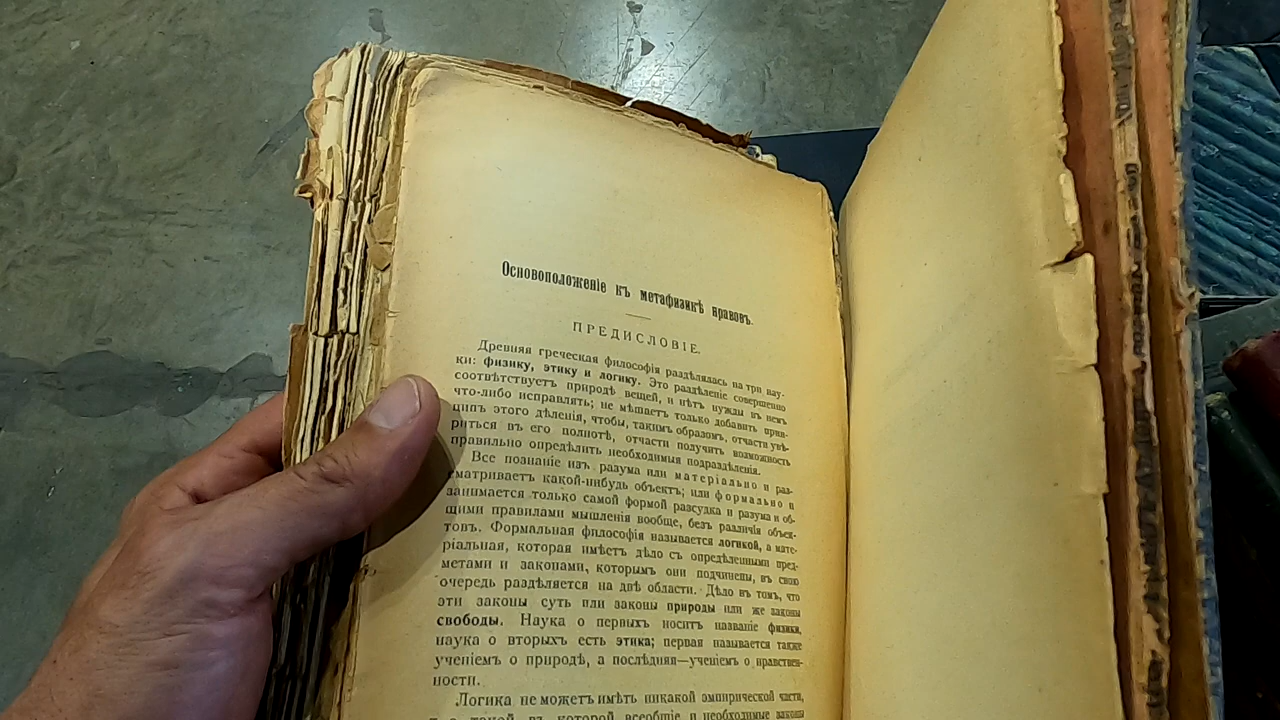 Основоположеніе къ метафизикѣ нравовъ.
ПРЕДИСЛОВІЕ.
Древняя греческая философія раздѣлялась на три нау-
ки: физику, этику и логику. Это раздѣленіе совершенно
соотвѣтствуетъ природѣ вещей, и нѣтъ нужды въ немъ
что-либо исправлять; не мѣшаетъ только добавить прин-
ципъ этого дѣленія, чтобы, такимъ образомъ, отчасти увѣ-
риться въ его полнотѣ, отчасти получить возможность
правильно опредѣлить необходимыя подраздѣленія.
Все познаніе изъ разума или матеріально и раз-
сматриваетъ какой-нибудь объектъ; или формально и
занимается только самой формой разсудка и разума и об-
щими правилами мышленія вообще, безъ различія объек-
товъ. Формальная философія называется логикой, а мате-
ріальная, которая имѣетъ дѣло съ опредѣленными пред-
метами и законами, которымъ они подчинены, въ свою
очередь раздѣляется на двѣ области. Дѣло въ томъ, что
эти законы суть или законы природы или же законы
свободы. Наука о первыхъ носитъ названіе физики,
наука о вторыхъ есть этика; первая называется также
ученіемъ о природѣ, а послѣдняя—ученіемъ о нравствен-
ности.
Логика не можетъ имѣть никакой эмпирической части,
т. е. такой, въ которой всеобщіе и необходимые законы